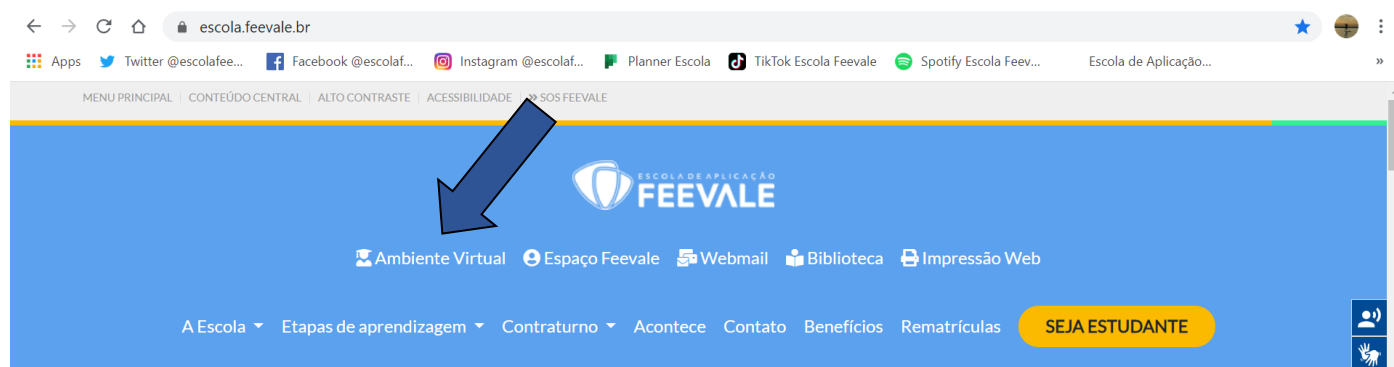 escola.feevale.br
Apps Twitter @escolafee... Facebook @escolaf... Instagram @escolaf... Planner Escola TikTok Escola Feevale Spotify Escola Feev... Escola de Aplicação... »
MENU PRINCIPAL | CONTEÚDO CENTRAL | ALTO CONTRASTE | ACESSIBILIDADE | » SOS FEEVALE
ESCOLA DE APLICAÇÃO
FEEVALE
Ambiente Virtual Espaço Feevale Webmail Biblioteca Impressão Web
A Escola Etapas de aprendizagem Contraturno Acontece Contato Benefícios Rematrículas SEJA ESTUDANTE